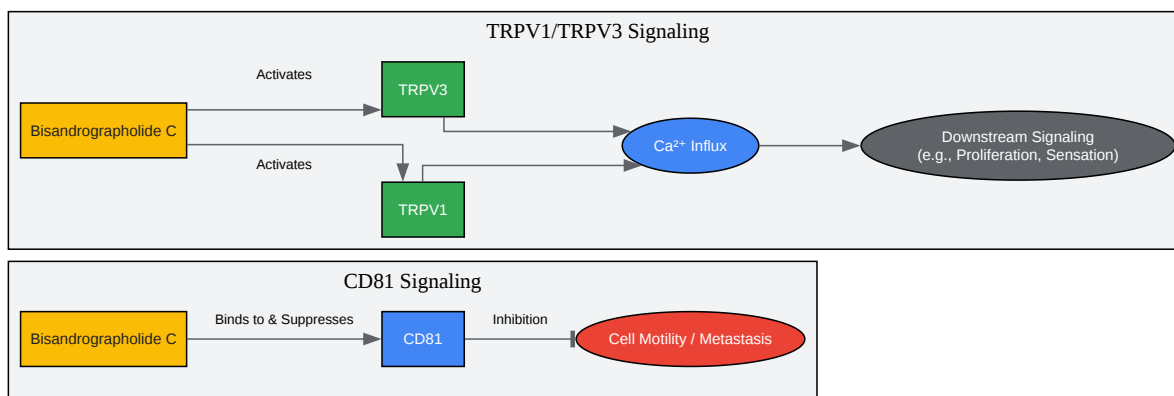 TRPV1/TRPV3 Signaling
Activates
TRPV3
Bisandrographolide C
Ca²⁺ Influx
Downstream Signaling
(e.g., Proliferation, Sensation)
Activates
TRPV1
CD81 Signaling
Bisandrographolide C
Binds to & Suppresses
CD81
Inhibition
Cell Motility / Metastasis